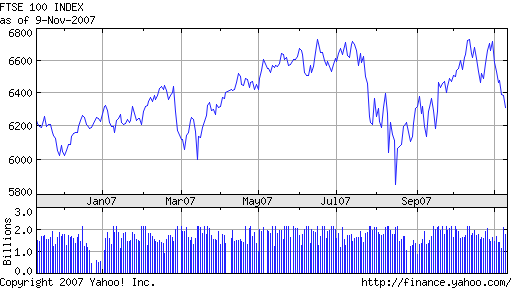 FTSE 100 INDEX
as of 9-Nov-2007
6800
6600
6400
6200
6000
5800
Jan07 Mar07 May07 Jul07 Sep07
3.0
2.0
1.0
0.0
Billions
Copyright 2007 Yahoo! Inc. http://finance.yahoo.com/